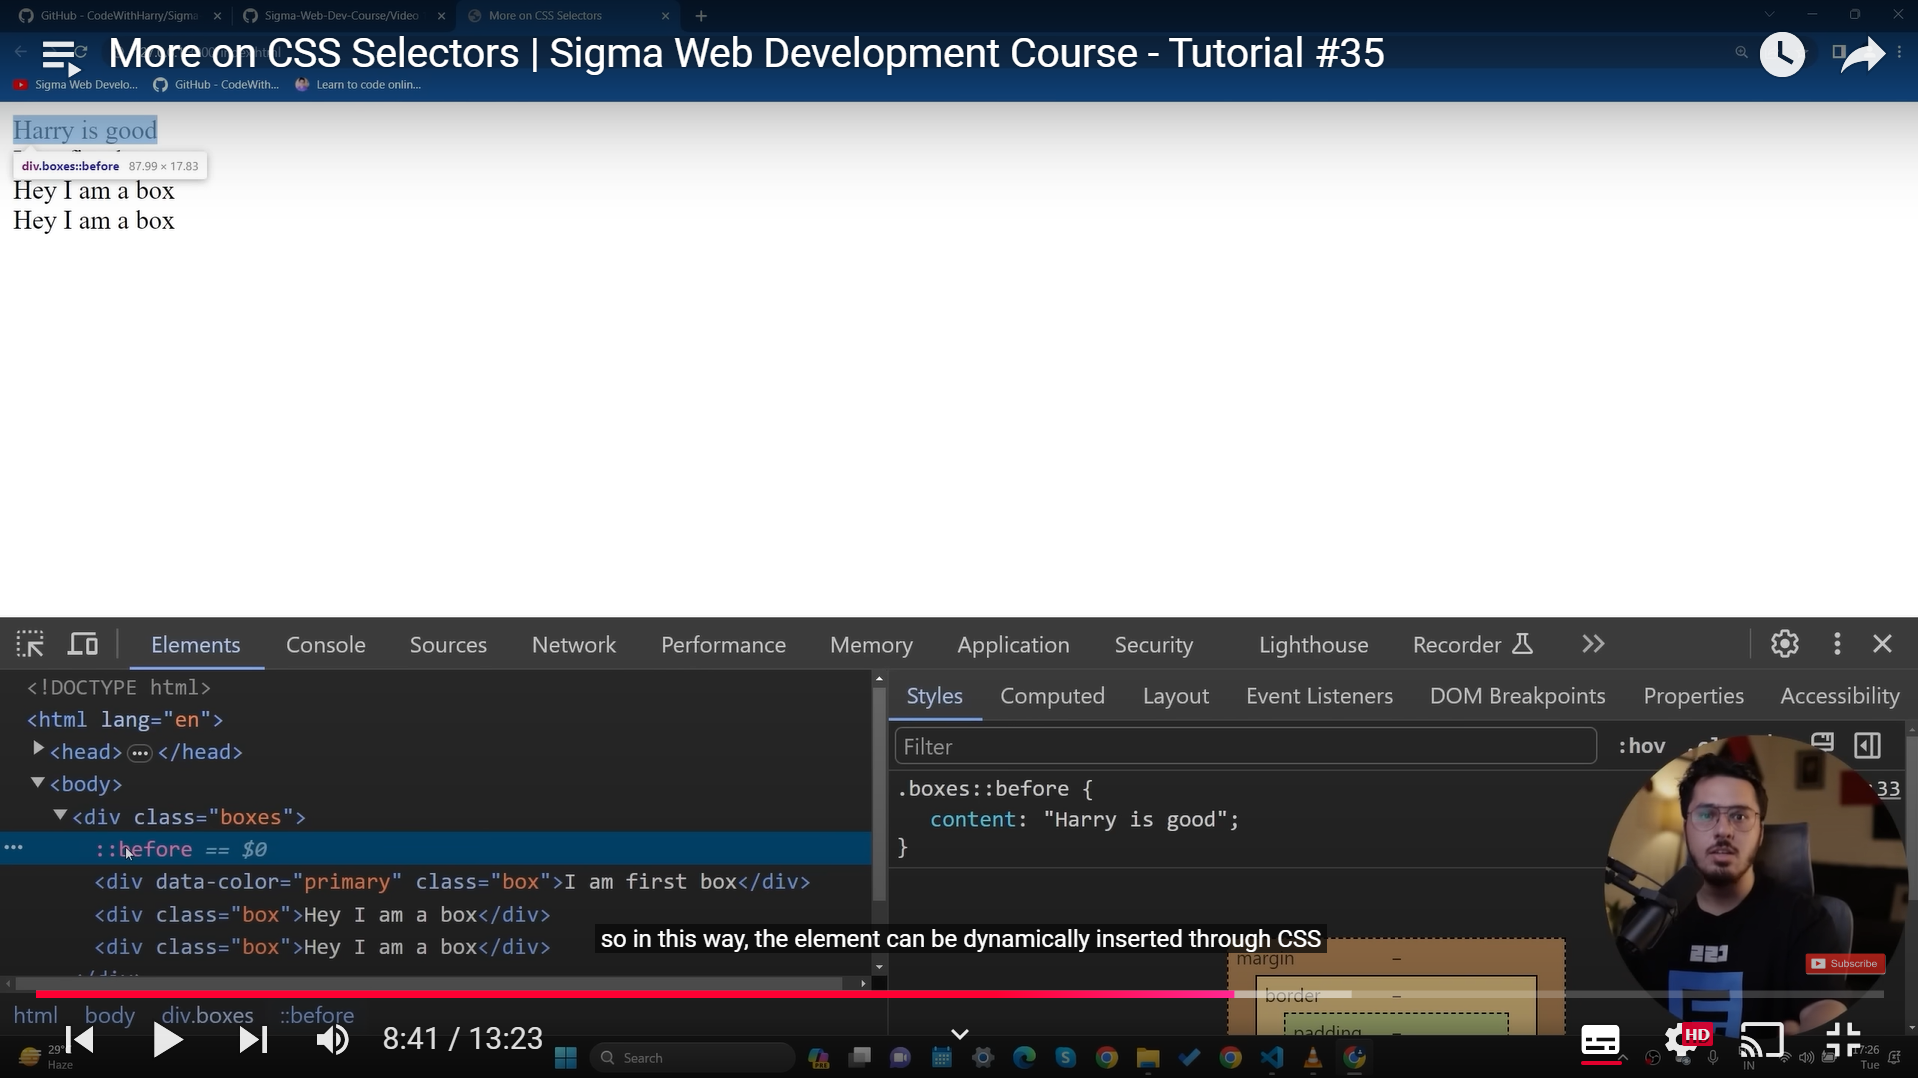 GitHub - CodeWithHarry/Sigma
Sigma-Web-Dev-Course/Video
More on CSS Selectors
More on CSS Selectors | Sigma Web Development Course - Tutorial #35
Sigma Web Develo...
GitHub - CodeWith...
Learn to code onlin...
Harry is good
div.boxes::before 87.99 × 17.83
Hey I am a box
Hey I am a box
Elements Console Sources Network Performance Memory Application Security Lighthouse Recorder
<!DOCTYPE html>
<html lang="en">
<head> ... </head>
<body>
<div class="boxes">
::before == $0
<div data-color="primary" class="box">I am first box</div>
<div class="box">Hey I am a box</div>
<div class="box">Hey I am a box</div>
html body div.boxes ::before
Styles Computed Layout Event Listeners DOM Breakpoints Properties Accessibility
Filter
:hov
:33
.boxes::before {
content: "Harry is good";
}
so in this way, the element can be dynamically inserted through CSS
margin –
border –
padding –
Subscribe
8:41 / 13:23
HD
29°
Haze
Search
PRE
IN
17:26
Tue